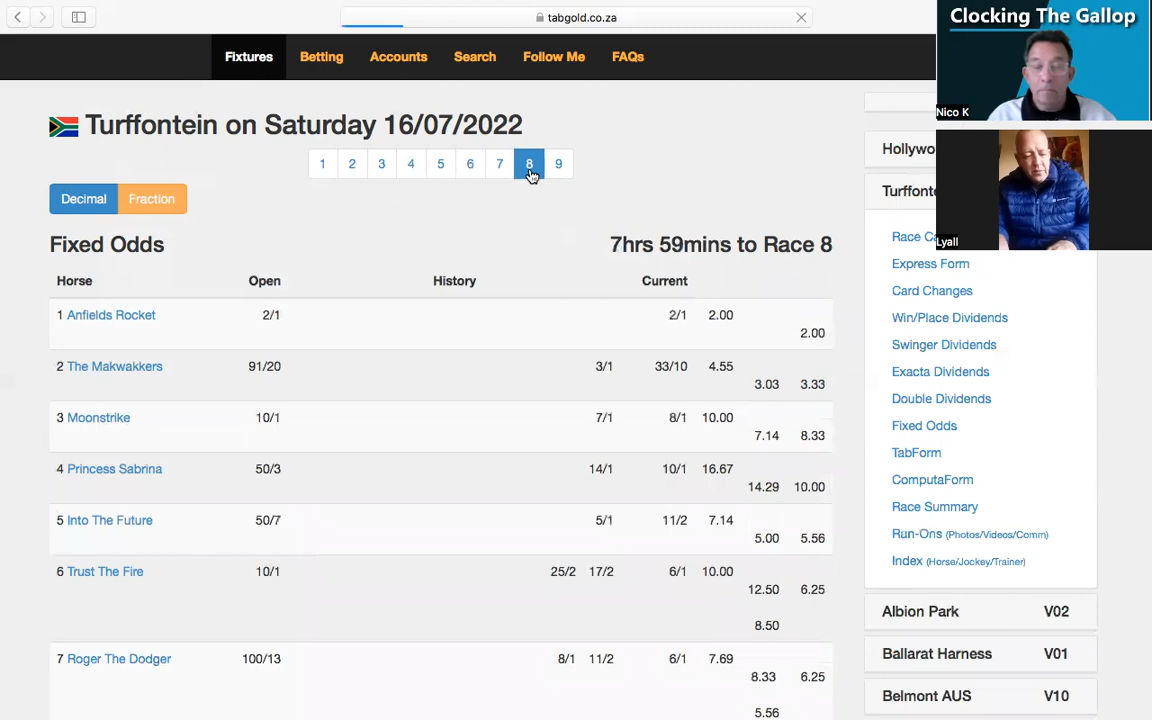 tabgold.co.za
Clocking The Gallop
Nico K
Lyall
Fixtures Betting Accounts Search Follow Me FAQs
Turffontein on Saturday 16/07/2022
1 2 3 4 5 6 7 8 9
Decimal Fraction
Fixed Odds 7hrs 59mins to Race 8
Horse Open History Current
1 Anfields Rocket 2/1 2/1 2.00
2.00
2 The Makwakkers 91/20 3/1 33/10 4.55
3.03 3.33
3 Moonstrike 10/1 7/1 8/1 10.00
7.14 8.33
4 Princess Sabrina 50/3 14/1 10/1 16.67
14.29 10.00
5 Into The Future 50/7 5/1 11/2 7.14
5.00 5.56
6 Trust The Fire 10/1 25/2 17/2 6/1 10.00
12.50 6.25
8.50
7 Roger The Dodger 100/13 8/1 11/2 6/1 7.69
8.33 6.25
5.56
Hollywo
Turffonte
Race Ca
Express Form
Card Changes
Win/Place Dividends
Swinger Dividends
Exacta Dividends
Double Dividends
Fixed Odds
TabForm
ComputaForm
Race Summary
Run-Ons (Photos/Videos/Comm)
Index (Horse/Jockey/Trainer)
Albion Park V02
Ballarat Harness V01
Belmont AUS V10